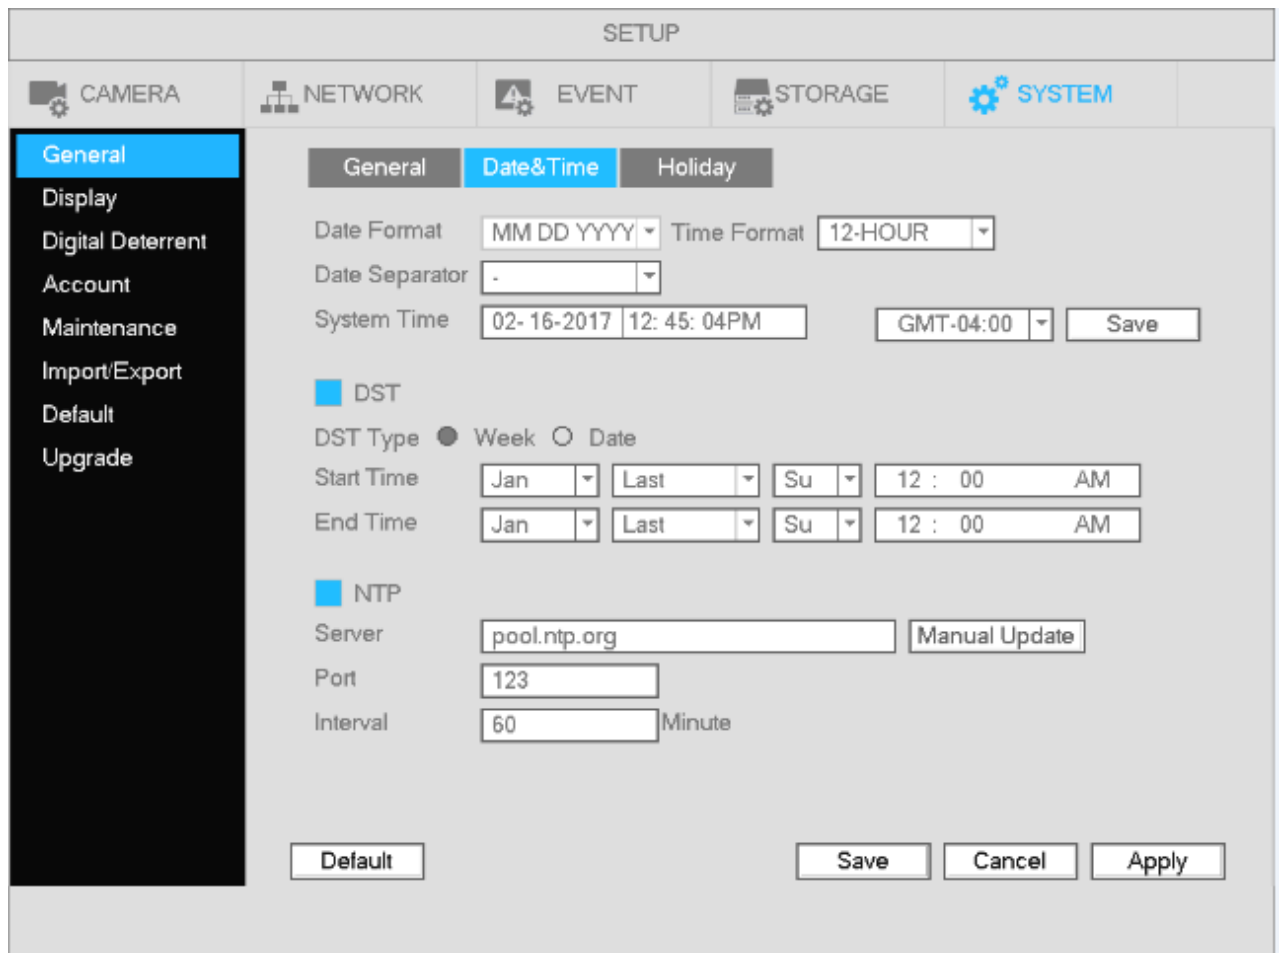 SETUP
CAMERA NETWORK EVENT STORAGE SYSTEM
General
Display
Digital Deterrent
Account
Maintenance
Import/Export
Default
Upgrade
General Date&Time Holiday
Date Format MM DD YYYY Time Format 12-HOUR
Date Separator -
System Time 02- 16-2017 12: 45: 04PM GMT-04:00 Save
DST
DST Type Week Date
Start Time Jan Last Su 12 : 00 AM
End Time Jan Last Su 12 : 00 AM
NTP
Server pool.ntp.org Manual Update
Port 123
Interval 60 Minute
Default Save Cancel Apply